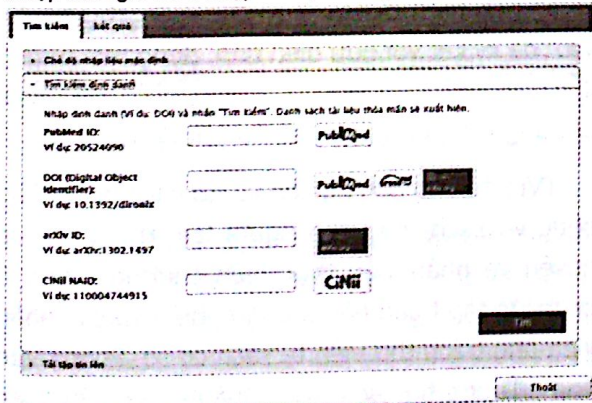 Tìm kiếm kết quả
Chế độ nhập liệu mặc định
Tìm kiếm định danh
Nhập định danh (Ví dụ: DOI) và nhấn "Tìm kiếm". Danh sách tài liệu thỏa mãn sẽ xuất hiện.
PubMed ID:
Ví dụ: 20524090
PubMed
DOI (Digital Object
Identifier):
Ví dụ: 10.1392/dironix
PubMed
arXiv ID:
Ví dụ: arXiv:1302.1497
CiNii NAID:
Ví dụ: 110004744915
CiNii
Tìm
Tải tập tin lên
Thoát